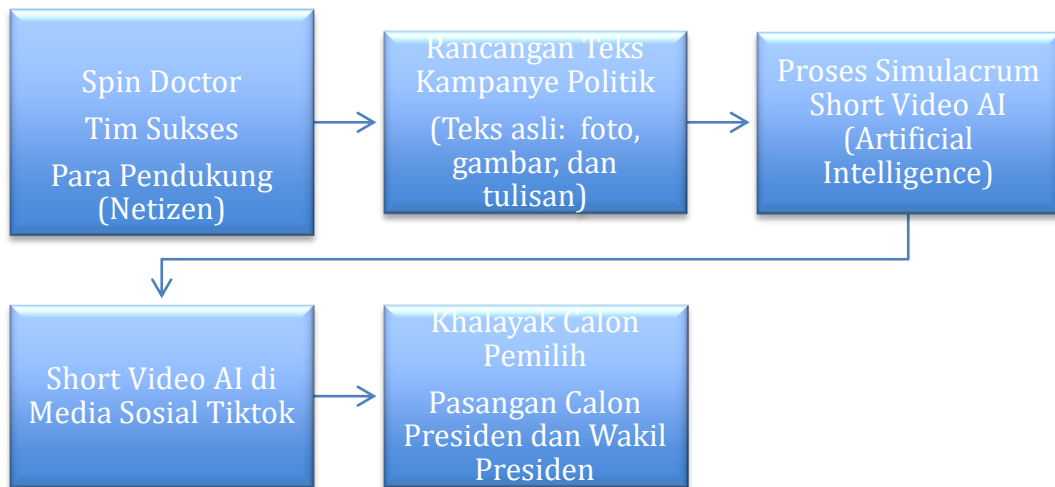 Spin Doctor
Tim Sukses
Para Pendukung
(Netizen)
Rancangan Teks
Kampanye Politik
(Teks asli: foto,
gambar, dan
tulisan)
Proses Simulacrum
Short Video AI
(Artificial
Intelligence)
Short Video AI di
Media Sosial Tiktok
Khalayak Calon
Pemilih
Pasangan Calon
Presiden dan Wakil
Presiden